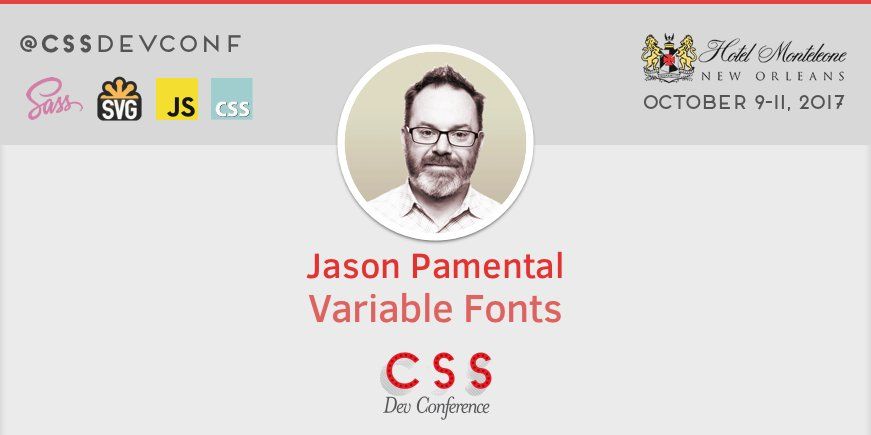 @CSSDEVCONF
Sass
SVG
JS
CSS
Hotel Monteleone
NEW ORLEANS
OCTOBER 9-11, 2017
Jason Pamental
Variable Fonts
CSS
Dev Conference